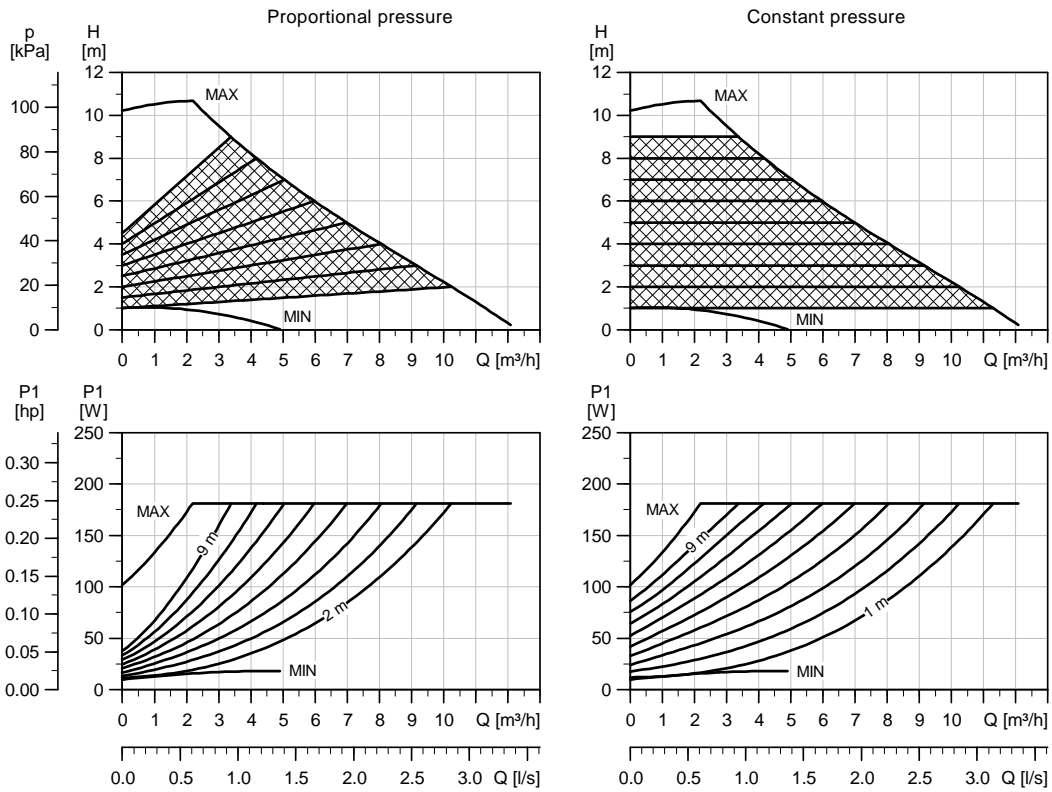 Proportional pressure
Constant pressure
p
[kPa]
H
[m]
H
[m]
12
10
8
6
4
2
0
100
80
60
40
20
0
MAX
MIN
0 1 2 3 4 5 6 7 8 9 10 Q [m³/h]
12
10
8
6
4
2
0
MAX
MIN
0 1 2 3 4 5 6 7 8 9 10 Q [m³/h]
P1
[hp]
P1
[W]
P1
[W]
0.30
0.25
0.20
0.15
0.10
0.05
0.00
250
200
150
100
50
0
MAX
9 m
2 m
MIN
0 1 2 3 4 5 6 7 8 9 10 Q [m³/h]
0.0 0.5 1.0 1.5 2.0 2.5 3.0 Q [l/s]
250
200
150
100
50
0
MAX
9 m
1 m
MIN
0 1 2 3 4 5 6 7 8 9 10 Q [m³/h]
0.0 0.5 1.0 1.5 2.0 2.5 3.0 Q [l/s]